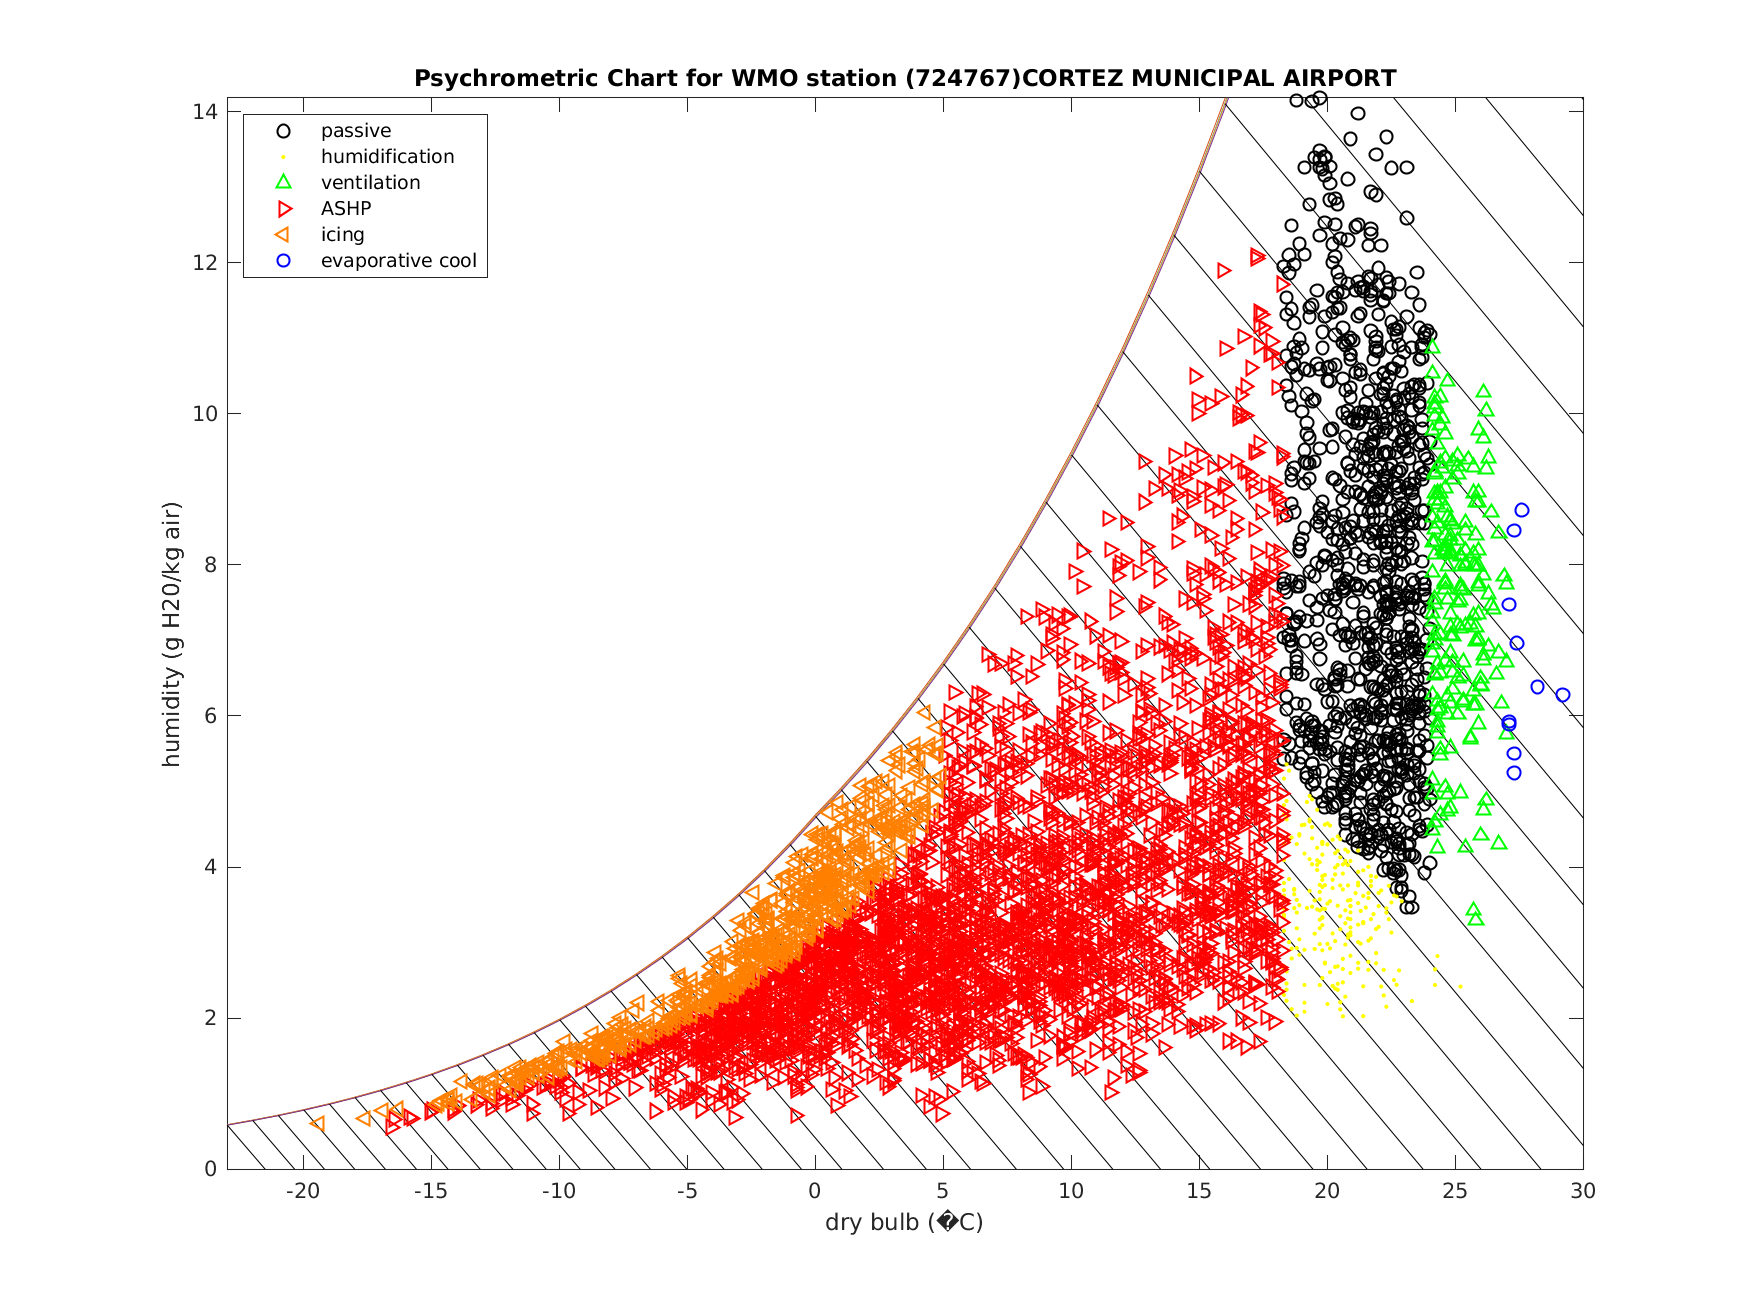 Psychrometric Chart for WMO station (724767)CORTEZ MUNICIPAL AIRPORT
passive
humidification
ventilation
ASHP
icing
evaporative cool
humidity (g H20/kg air)
14
12
10
8
6
4
2
0
-20 -15 -10 -5 0 5 10 15 20 25 30
dry bulb (�C)